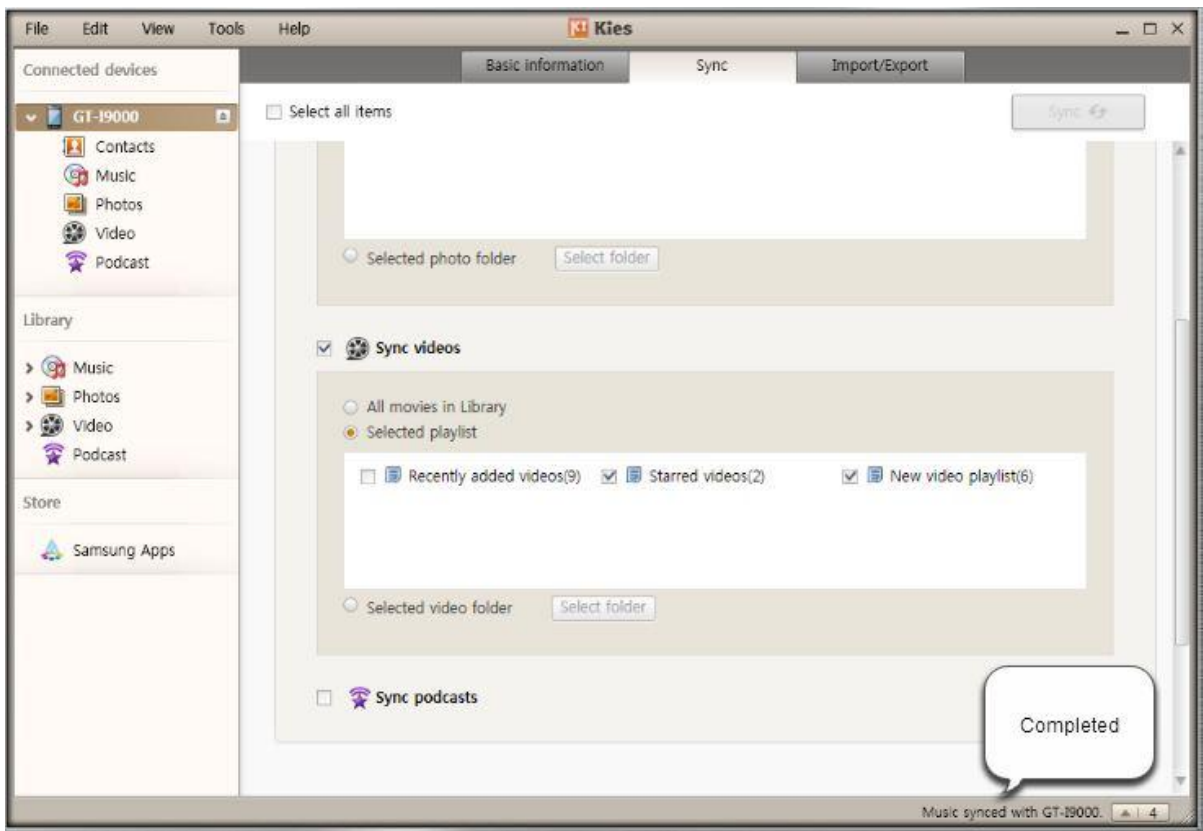 File Edit View Tools Help Kies
Connected devices
GT-I9000
Contacts
Music
Photos
Video
Podcast
Library
Music
Photos
Video
Podcast
Store
Samsung Apps
Basic information Sync Import/Export
Select all items Sync
Selected photo folder Select folder
Sync videos
All movies in Library
Selected playlist
Recently added videos(9) Starred videos(2) New video playlist(6)
Selected video folder Select folder
Sync podcasts
Completed
Music synced with GT-I9000. 4